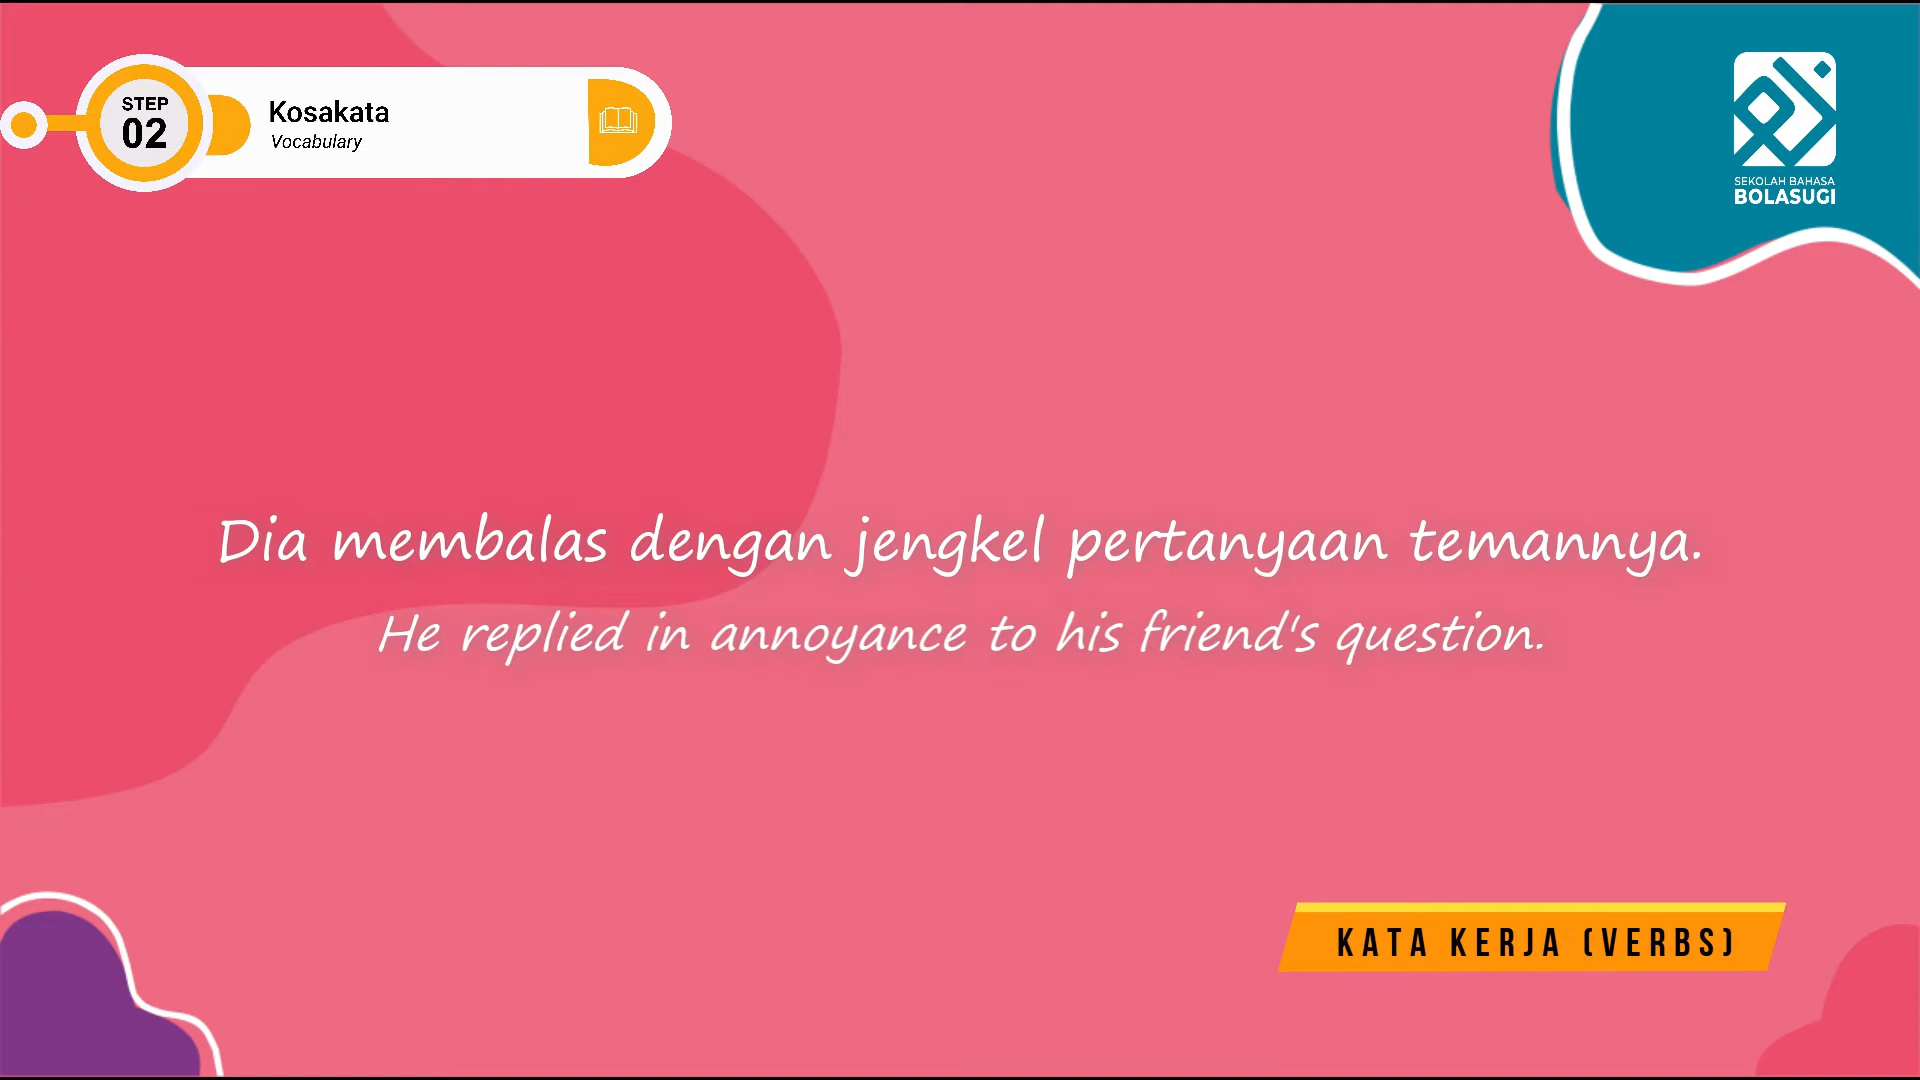 STEP
02
Kosakata
Vocabulary
SEKOLAH BAHASA
BOLASUGI
Dia membalas dengan jengkel pertanyaan temannya.
He replied in annoyance to his friend's question.
KATA KERJA (VERBS)